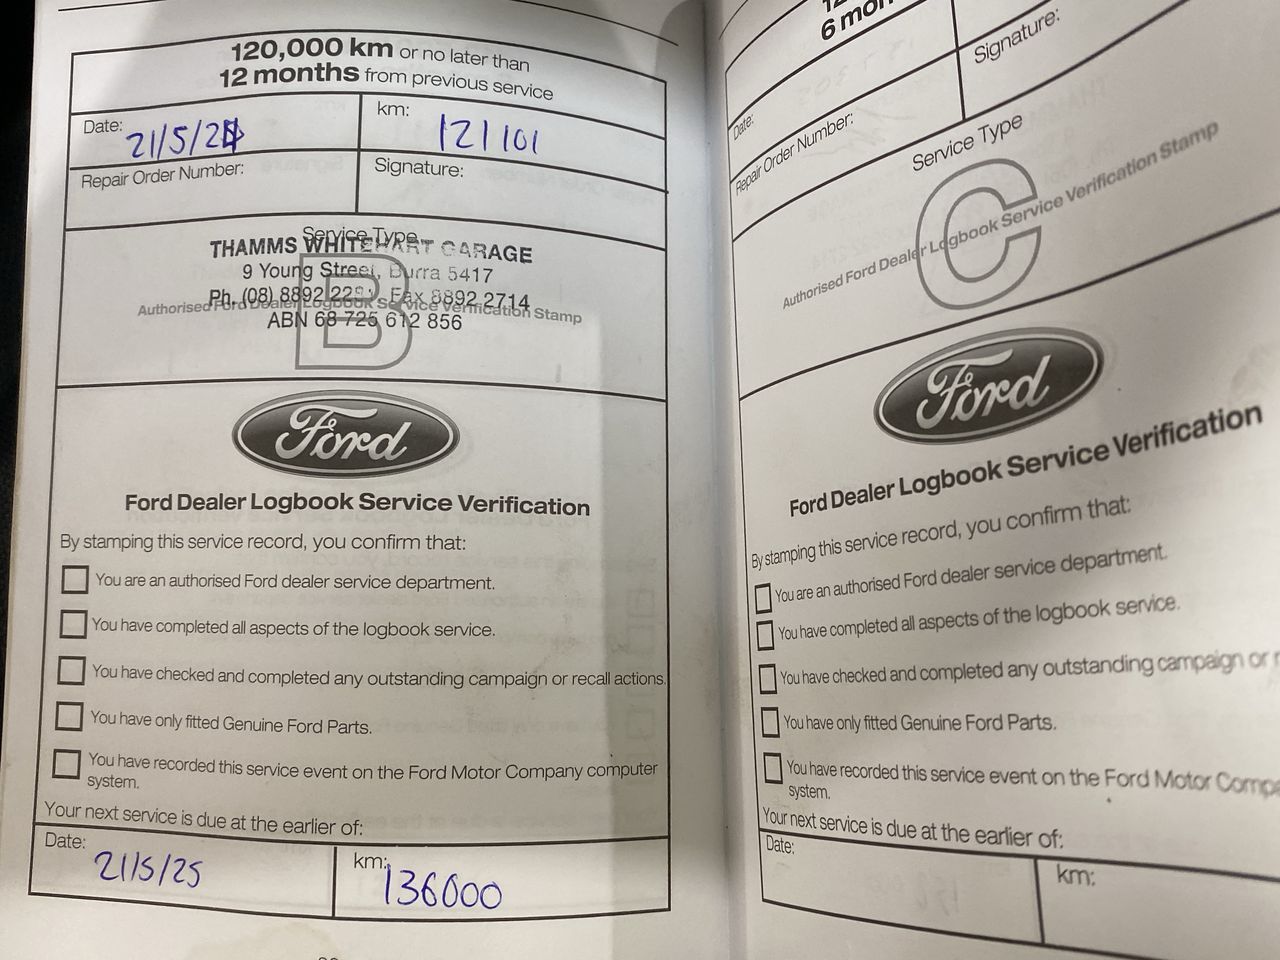 120,000 km or no later than
12 months from previous service
Date: 21/5/24
km: 121101
Repair Order Number:
Signature:
Service Type
THAMMS WHITEHART GARAGE
9 Young Street, Burra 5417
Ph. (08) 8892 2291 Fax 8892 2714
Authorised Ford Dealer Logbook Service Verification Stamp
ABN 68 725 612 856
B
Ford
Ford Dealer Logbook Service Verification
By stamping this service record, you confirm that:
You are an authorised Ford dealer service department.
You have completed all aspects of the logbook service.
You have checked and completed any outstanding campaign or recall actions.
You have only fitted Genuine Ford Parts.
You have recorded this service event on the Ford Motor Company computer
system.
Your next service is due at the earlier of:
Date: 21/5/25
km: 136000
6
Date:
Signature:
Repair Order Number:
Service Type
C
Authorised Ford Dealer Logbook Service Verification Stamp
Ford
Ford Dealer Logbook Service Verification
By stamping this service record, you confirm that:
You are an authorised Ford dealer service department.
You have completed all aspects of the logbook service.
You have checked and completed any outstanding campaign or
You have only fitted Genuine Ford Parts.
You have recorded this service event on the Ford Motor
system.
Your next service is due at the earlier of:
Date:
km: